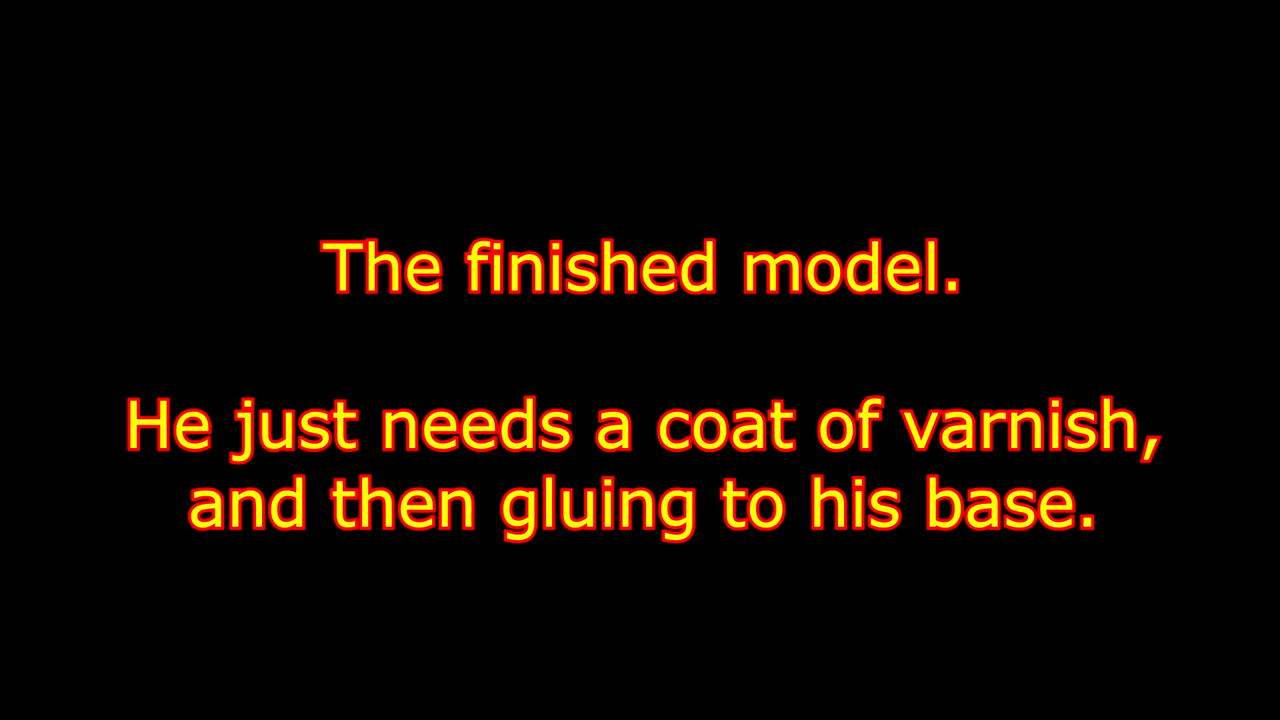 The finished model.
He just needs a coat of varnish,
and then gluing to his base.